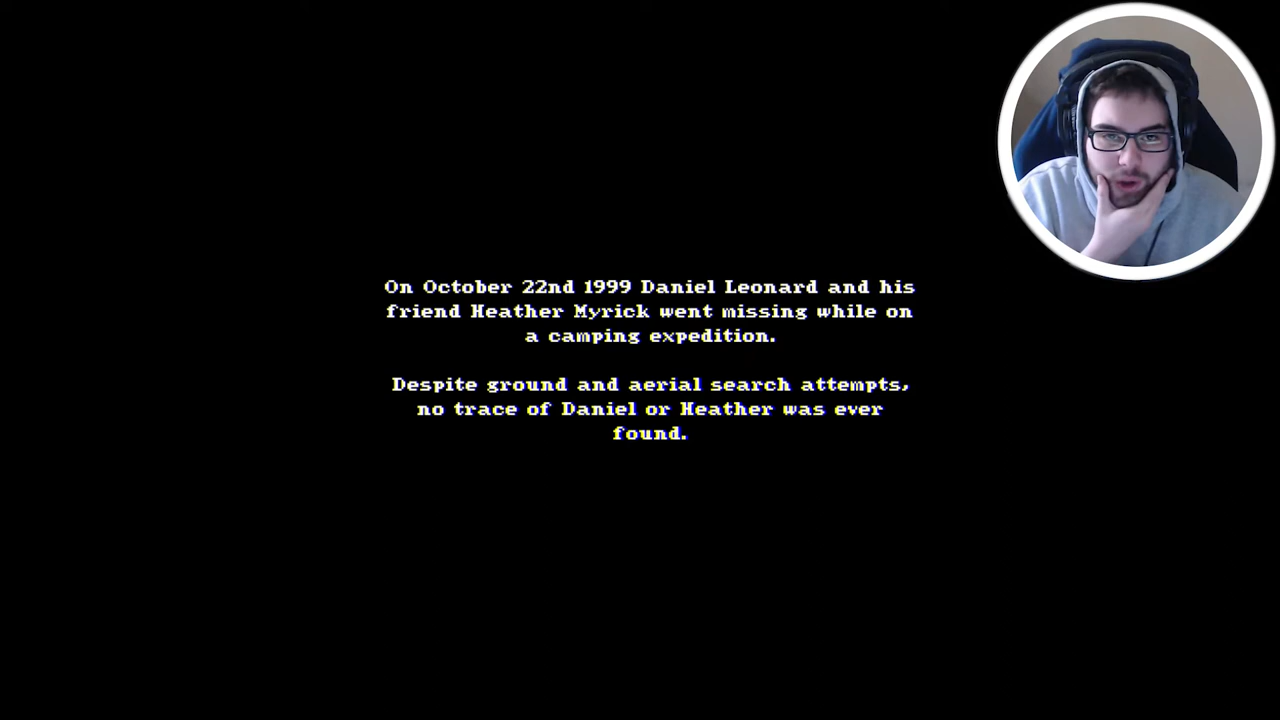 On October 22nd 1999 Daniel Leonard and his
friend Heather Myrick went missing while on
a camping expedition.
Despite ground and aerial search attempts,
no trace of Daniel or Heather was ever
found.